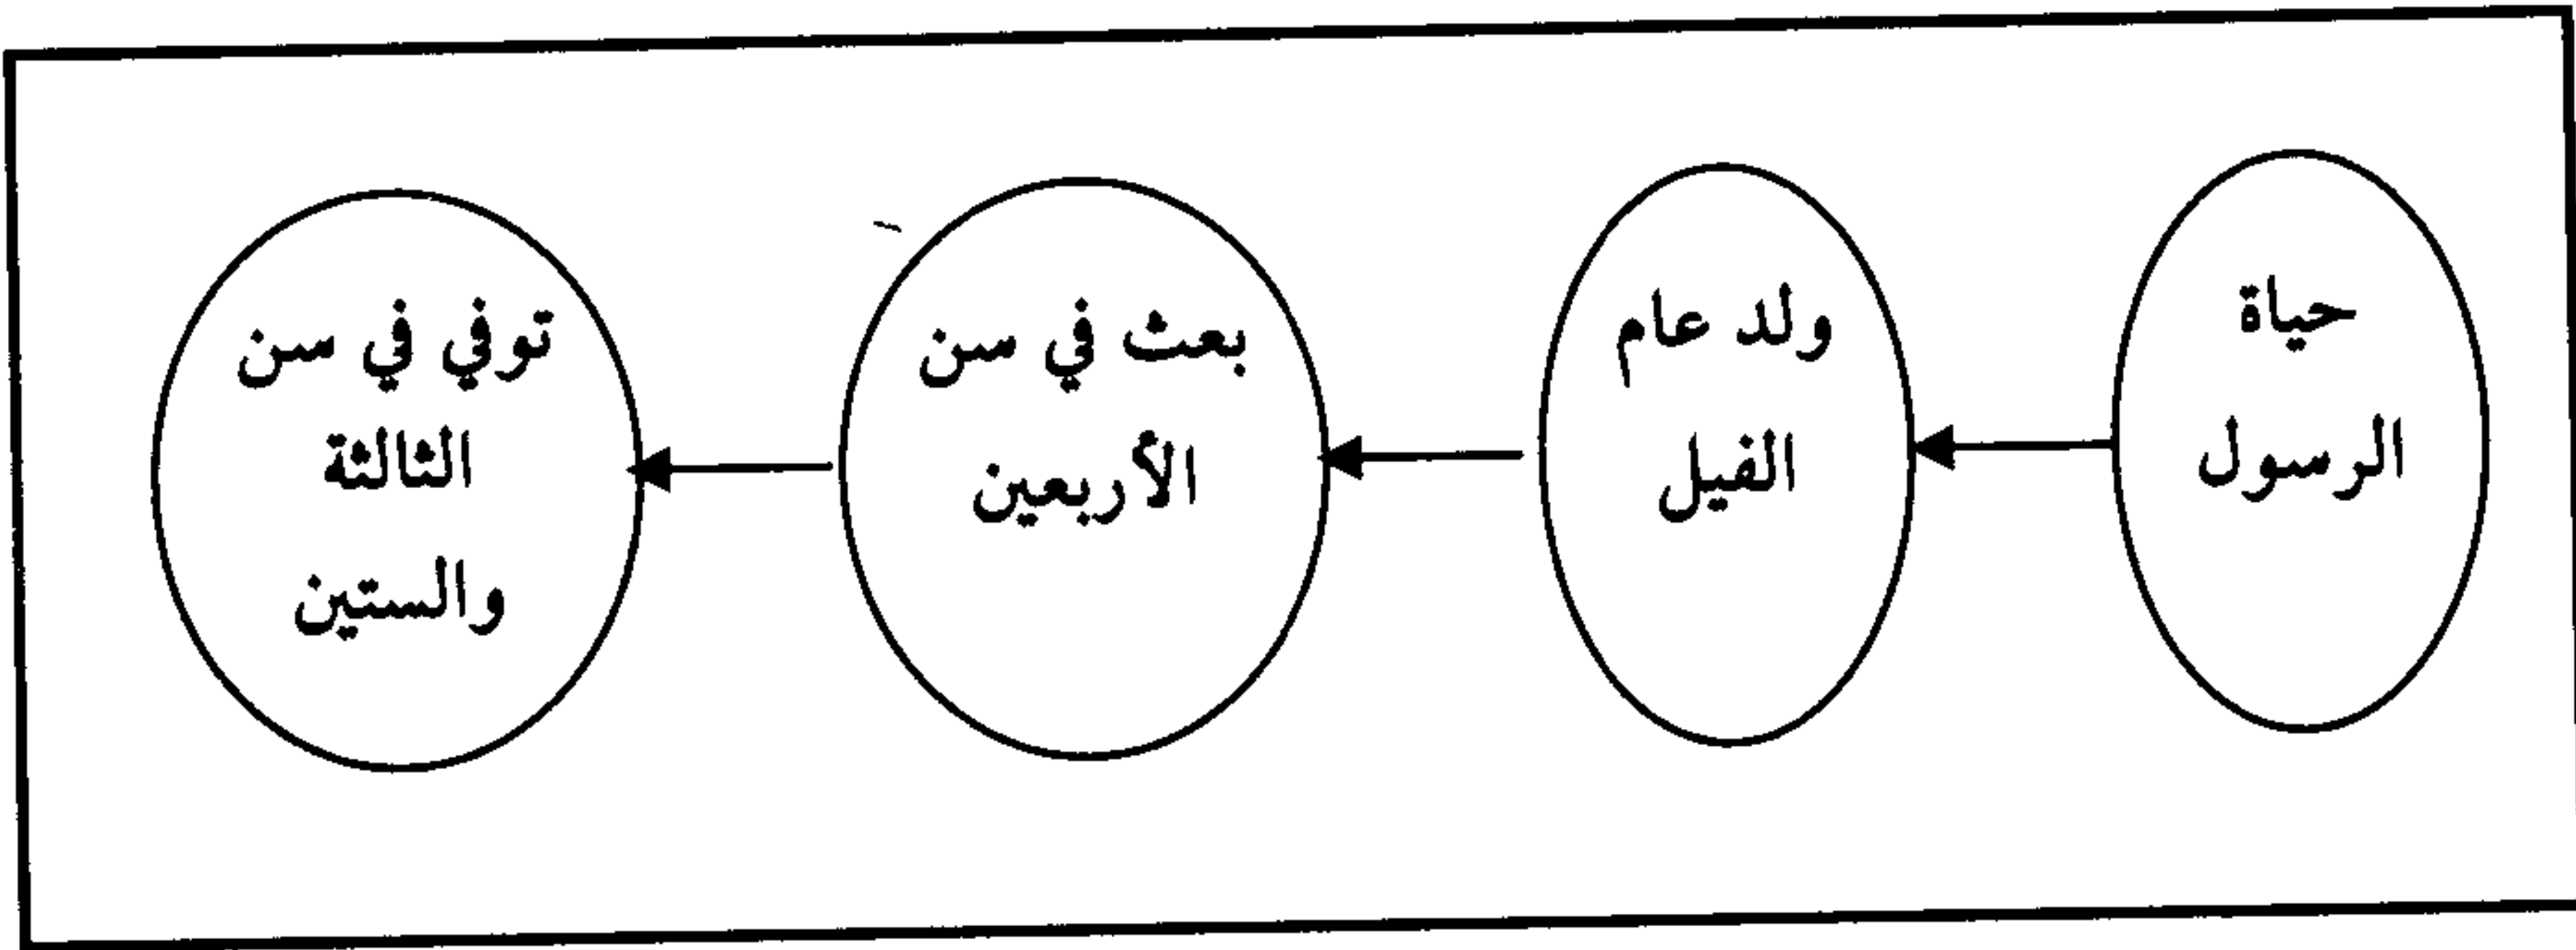 حياة
الرسول
ولد عام
الفيل
بعث في سن
الأربعين
توفي في سن
الثالثة
والستين